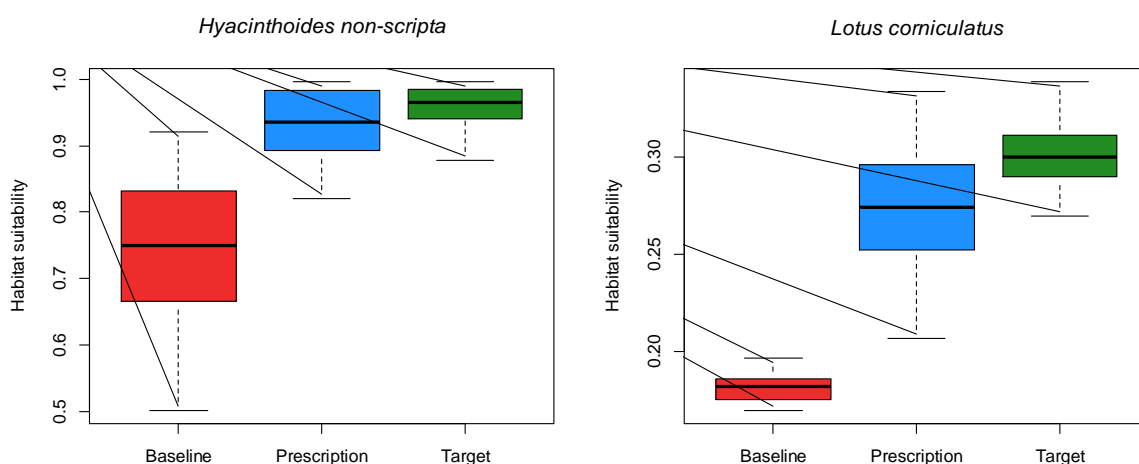 Hyacinthoides non-scripta
Habitat suitability
1.0
0.9
0.8
0.7
0.6
0.5
Baseline Prescription Target
Lotus corniculatus
Habitat suitability
0.30
0.25
0.20
Baseline Prescription Target